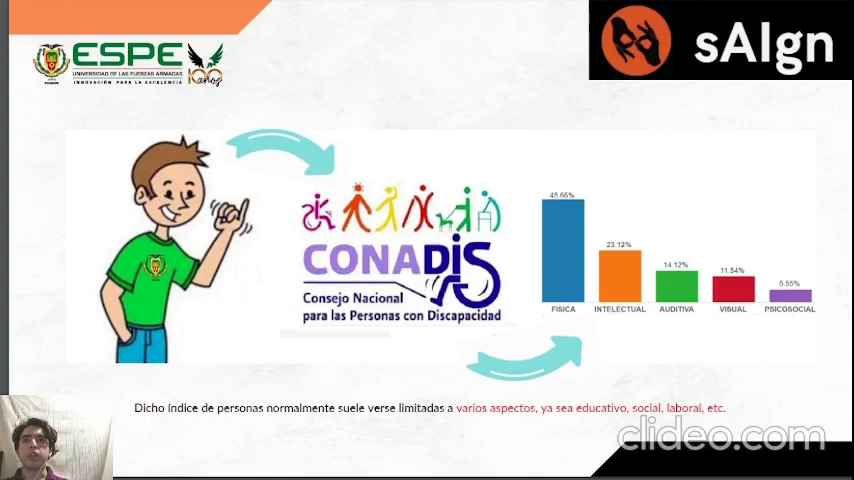 ESPE
UNIVERSIDAD DE LAS FUERZAS ARMADAS
INNOVACIÓN PARA LA EXCELENCIA
100 años
sAIgn
CONADIS
Consejo Nacional
para las Personas con Discapacidad
45.66%
23.12%
14.12%
11.54%
5.55%
FISICA INTELECTUAL AUDITIVA VISUAL PSICOSOCIAL
Dicho índice de personas normalmente suele verse limitadas a varios aspectos, ya sea educativo, social, laboral, etc.
clideo.com